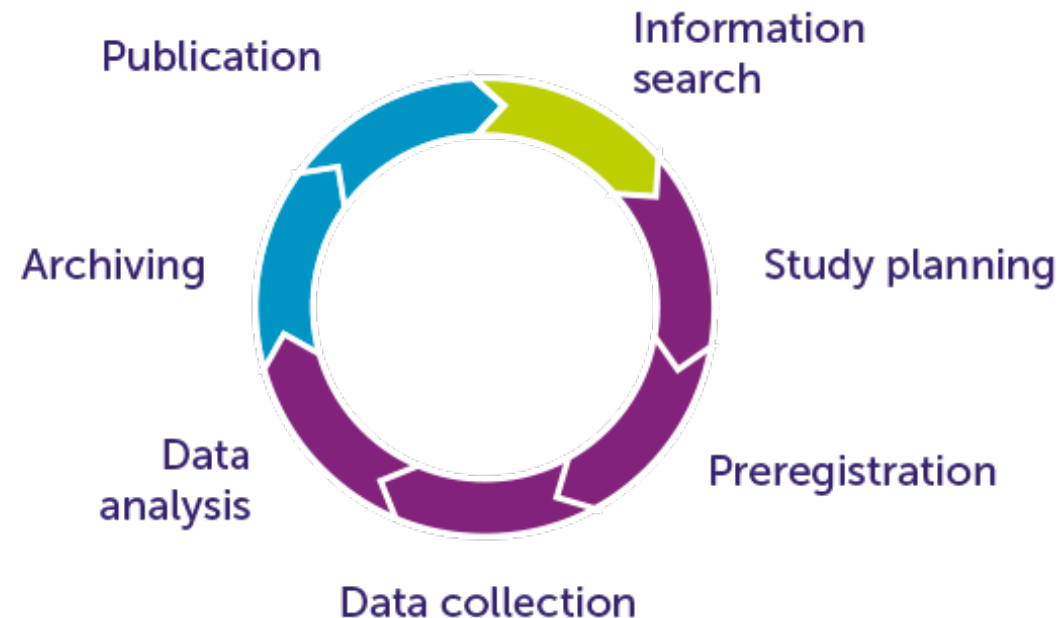 Publication
Information
search
Archiving
Study planning
Data
analysis
Preregistration
Data collection